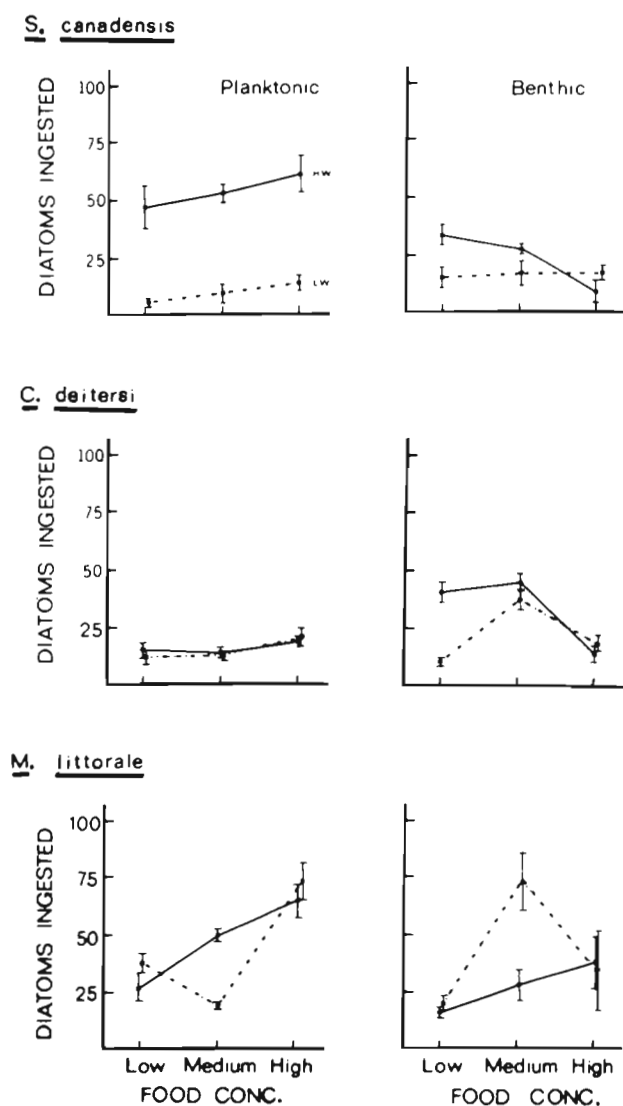 S. canadensis
Planktonic
Benthic
DIATOMS INGESTED
100
75
50
25
HW
LW
C. deitersi
DIATOMS INGESTED
100
75
50
25
M. littorale
DIATOMS INGESTED
100
75
50
25
Low Medium High
FOOD CONC.
Low Medium High
FOOD CONC.